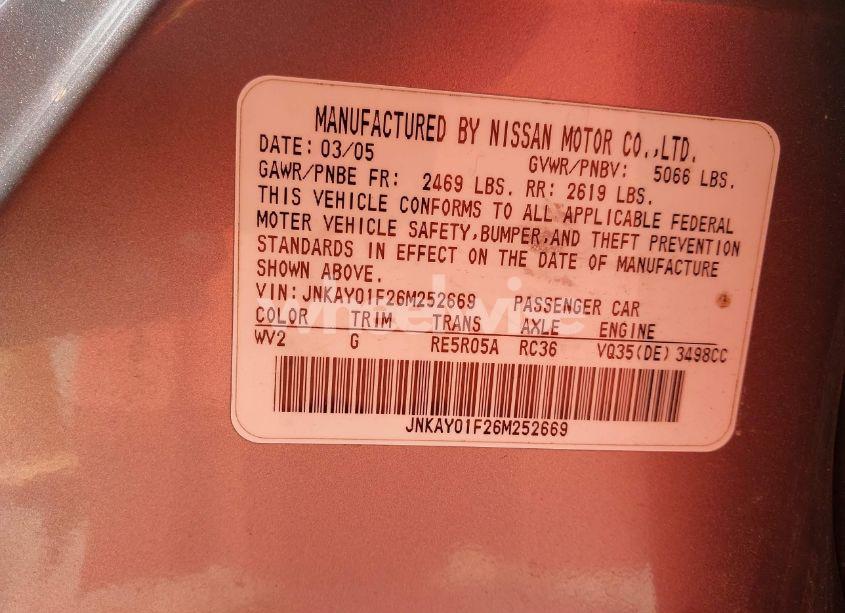 MANUFACTURED BY NISSAN MOTOR CO.,LTD.
DATE: 03/05 GVWR/PNBV: 5066 LBS.
GAWR/PNBE FR: 2469 LBS. RR: 2619 LBS.
THIS VEHICLE CONFORMS TO ALL APPLICABLE FEDERAL
MOTER VEHICLE SAFETY,BUMPER,AND THEFT PREVENTION
STANDARDS IN EFFECT ON THE DATE OF MANUFACTURE
SHOWN ABOVE.
VIN:JNKAY01F26M252669 PASSENGER CAR
COLOR TRIM TRANS AXLE ENGINE
WV2 G RE5R05A RC36 VQ35(DE)3498CC
JNKAY01F26M252669